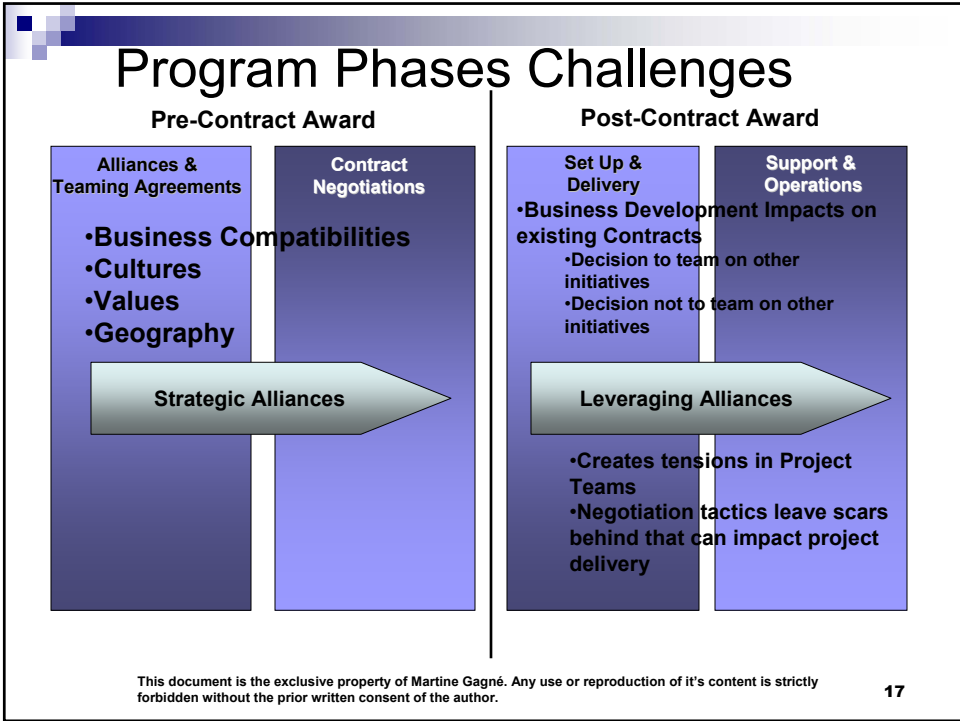 Program Phases Challenges
Pre-Contract Award
Alliances &
Teaming Agreements
Contract
Negotiations
•Business Compatibilities
•Cultures
•Values
•Geography
Strategic Alliances
Post-Contract Award
Set Up &
Delivery
Support &
Operations
•Business Development Impacts on
existing Contracts
•Decision to team on other
initiatives
•Decision not to team on other
initiatives
Leveraging Alliances
•Creates tensions in Project
Teams
•Negotiation tactics leave scars
behind that can impact project
delivery
This document is the exclusive property of Martine Gagné. Any use or reproduction of it's content is strictly
forbidden without the prior written consent of the author.
17